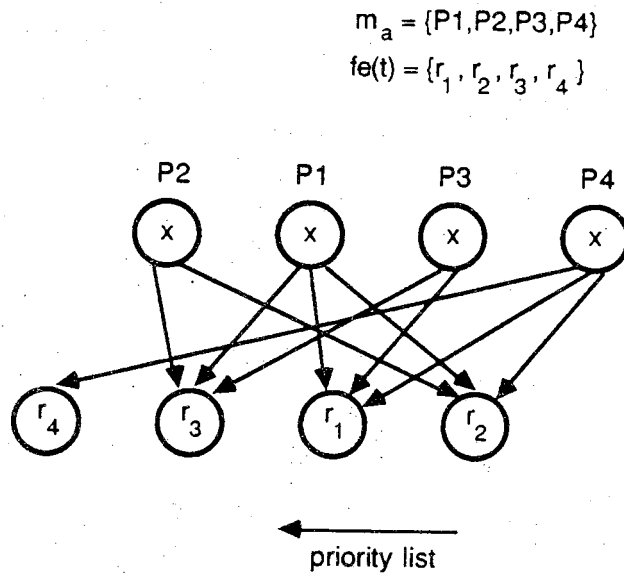 m_a = {P1,P2,P3,P4}
fe(t) = {r_1 , r_2 , r_3 , r_4 }
P2 P1 P3 P4
x x x x
r_4 r_3 r_1 r_2
priority list